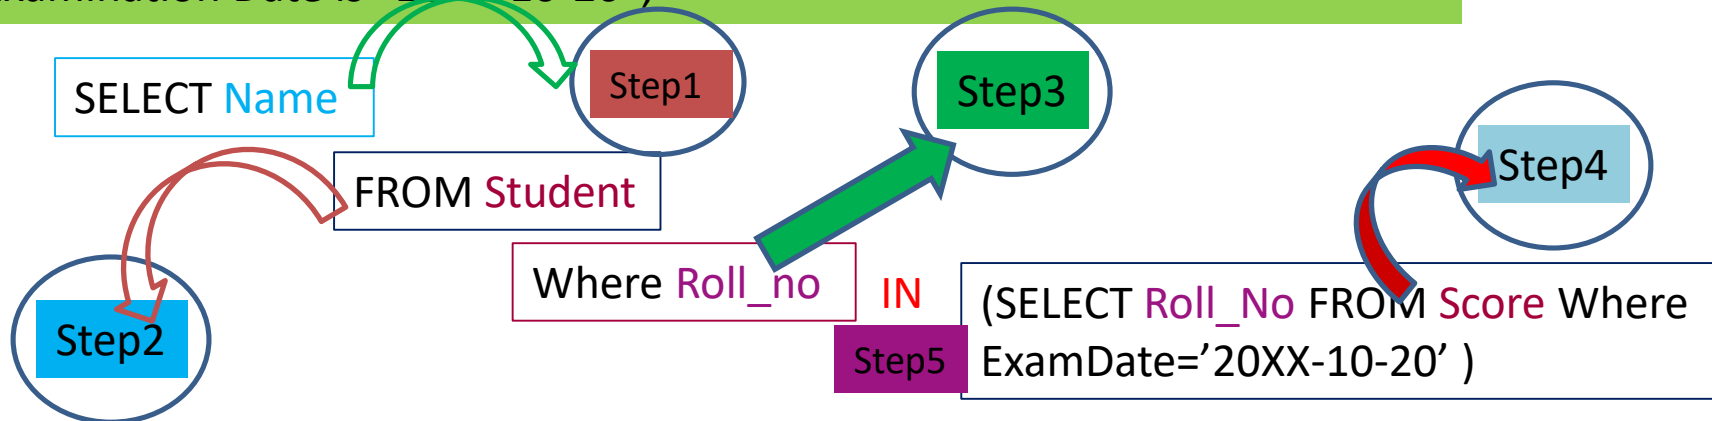 SELECT Name
Step1
Step3
Step4
FROM Student
Where Roll_no
IN
(SELECT Roll_No FROM Score Where
ExamDate=’20XX-10-20’ )
Step2
Step5